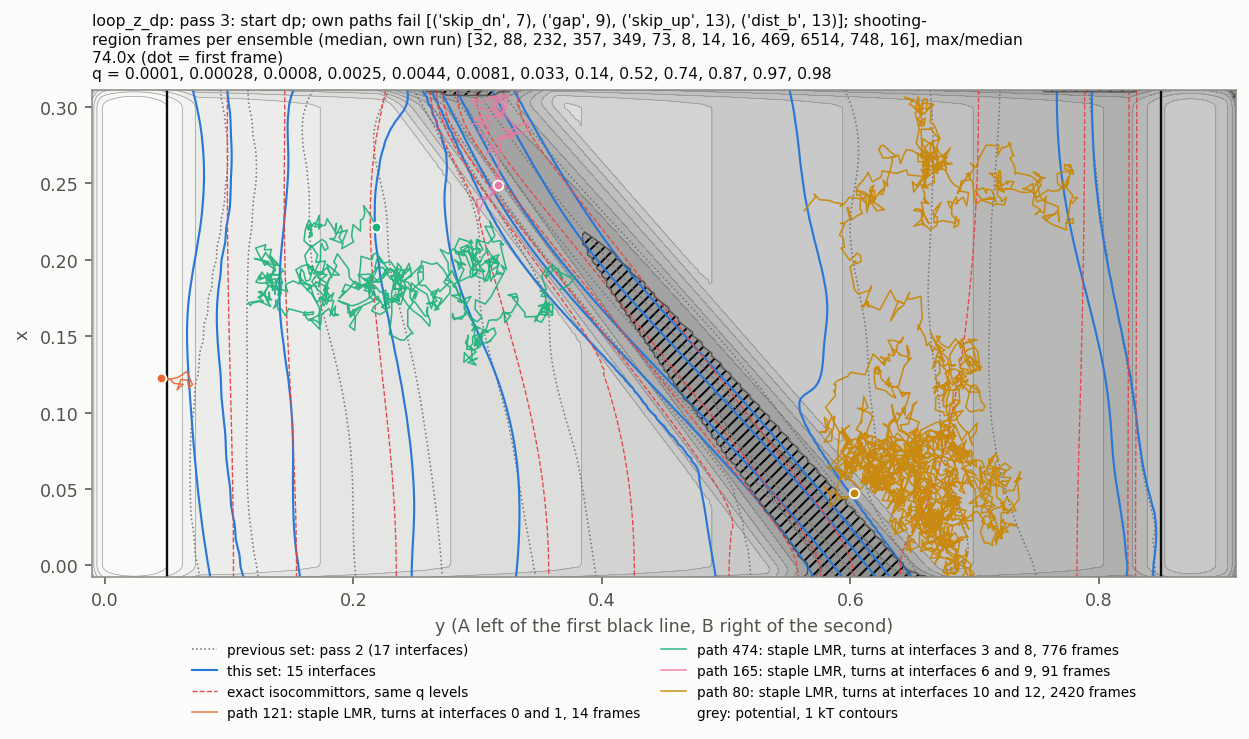 loop_z_dp: pass 3: start dp; own paths fail [('skip_dn', 7), ('gap', 9), ('skip_up', 13), ('dist_b', 13)]; shooting-
region frames per ensemble (median, own run) [32, 88, 232, 357, 349, 73, 8, 14, 16, 469, 6514, 748, 16], max/median
74.0x (dot = first frame)
q = 0.0001, 0.00028, 0.0008, 0.0025, 0.0044, 0.0081, 0.033, 0.14, 0.52, 0.74, 0.87, 0.97, 0.98
0.30
0.25
0.20
0.15
0.10
0.05
0.00
x
0.0 0.2 0.4 0.6 0.8
y (A left of the first black line, B right of the second)
previous set: pass 2 (17 interfaces)
this set: 15 interfaces
exact isocommittors, same q levels
path 121: staple LMR, turns at interfaces 0 and 1, 14 frames
path 474: staple LMR, turns at interfaces 3 and 8, 776 frames
path 165: staple LMR, turns at interfaces 6 and 9, 91 frames
path 80: staple LMR, turns at interfaces 10 and 12, 2420 frames
grey: potential, 1 kT contours